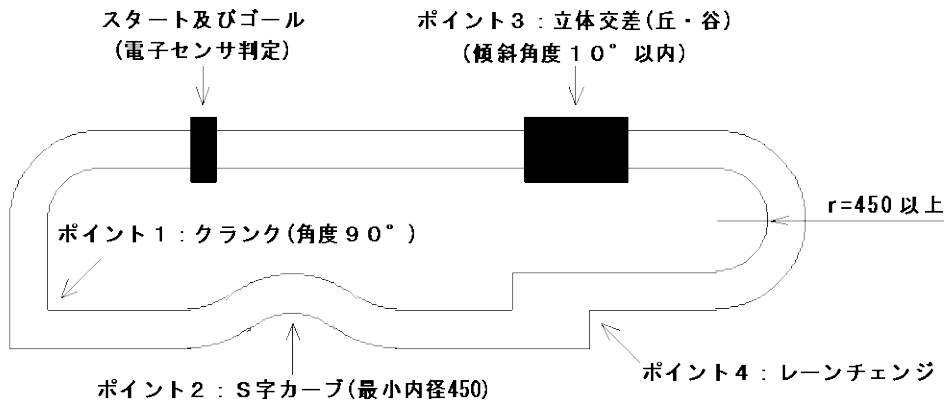 スタート及びゴール
(電子センサ判定)
ポイント3：立体交差(丘・谷)
(傾斜角度10°以内)
r=450以上
ポイント1：クランク(角度90°)
ポイント2：S字カーブ(最小内径450)
ポイント4：レーンチェンジ